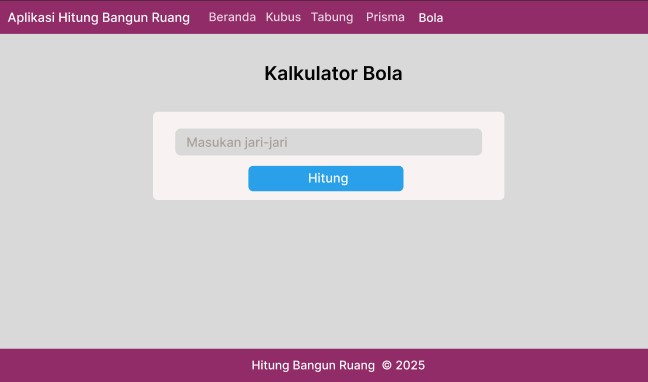 Aplikasi Hitung Bangun Ruang Beranda Kubus Tabung Prisma Bola
Kalkulator Bola
Masukan jari-jari
Hitung
Hitung Bangun Ruang © 2025